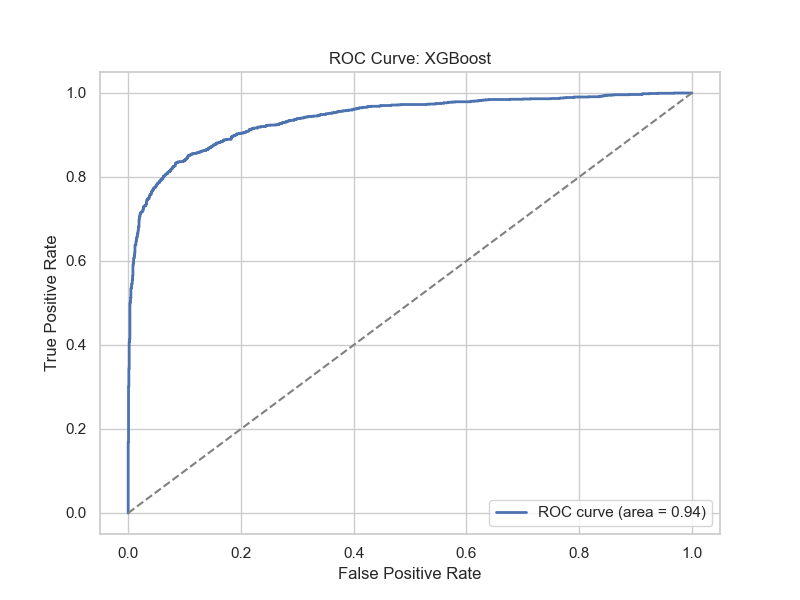 ROC Curve: XGBoost
1.0
0.8
0.6
0.4
0.2
0.0
True Positive Rate
ROC curve (area = 0.94)
0.0 0.2 0.4 0.6 0.8 1.0
False Positive Rate